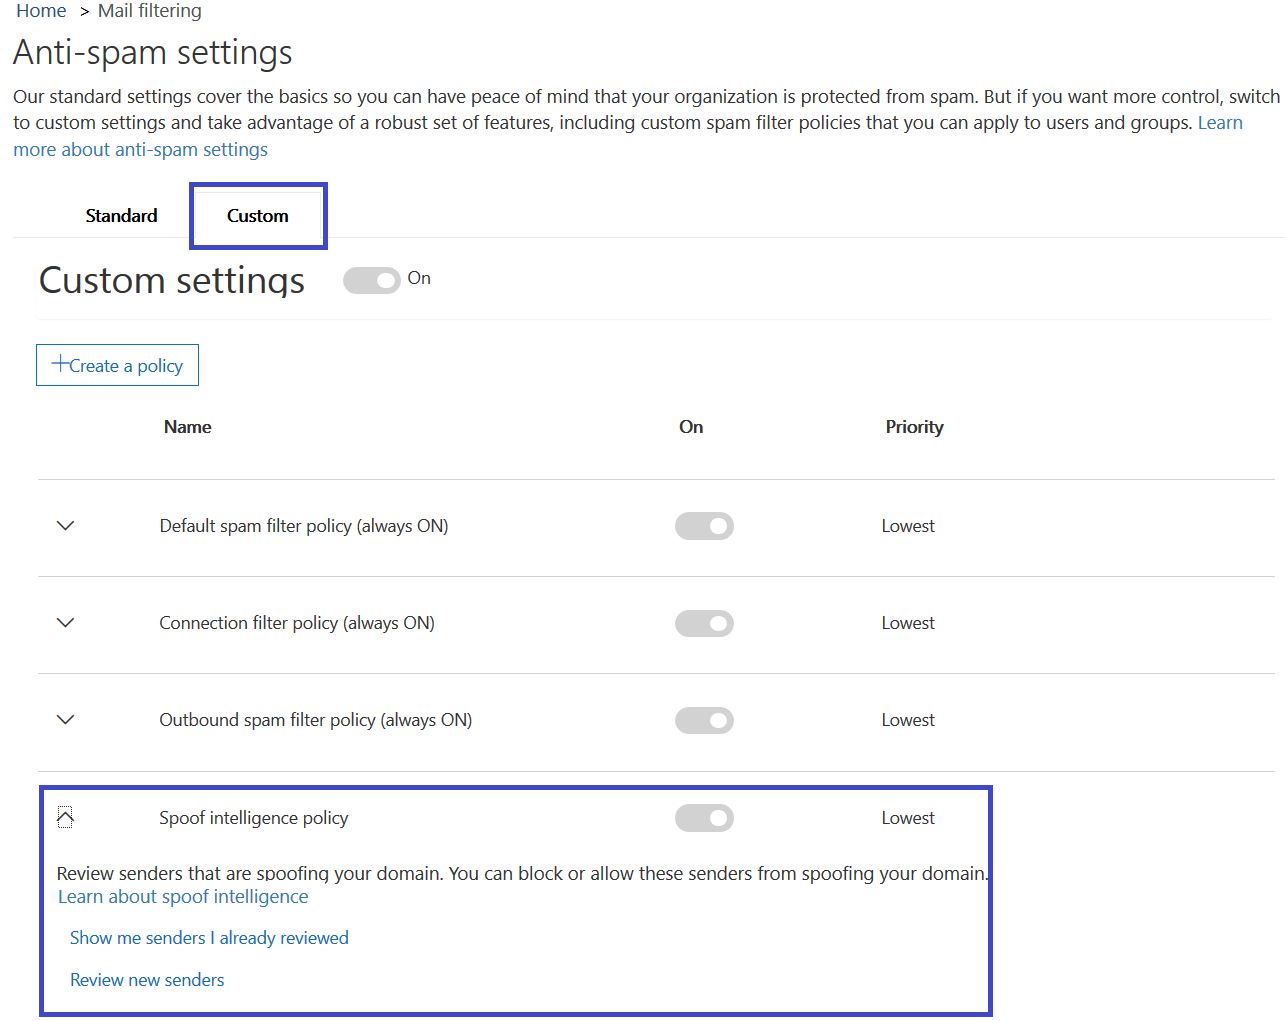 Home > Mail filtering
Anti-spam settings
Our standard settings cover the basics so you can have peace of mind that your organization is protected from spam. But if you want more control, switch
to custom settings and take advantage of a robust set of features, including custom spam filter policies that you can apply to users and groups. Learn
more about anti-spam settings
Standard Custom
Custom settings On
+Create a policy
Name On Priority
Default spam filter policy (always ON) Lowest
Connection filter policy (always ON) Lowest
Outbound spam filter policy (always ON) Lowest
Spoof intelligence policy Lowest
Review senders that are spoofing your domain. You can block or allow these senders from spoofing your domain.
Learn about spoof intelligence
Show me senders I already reviewed
Review new senders